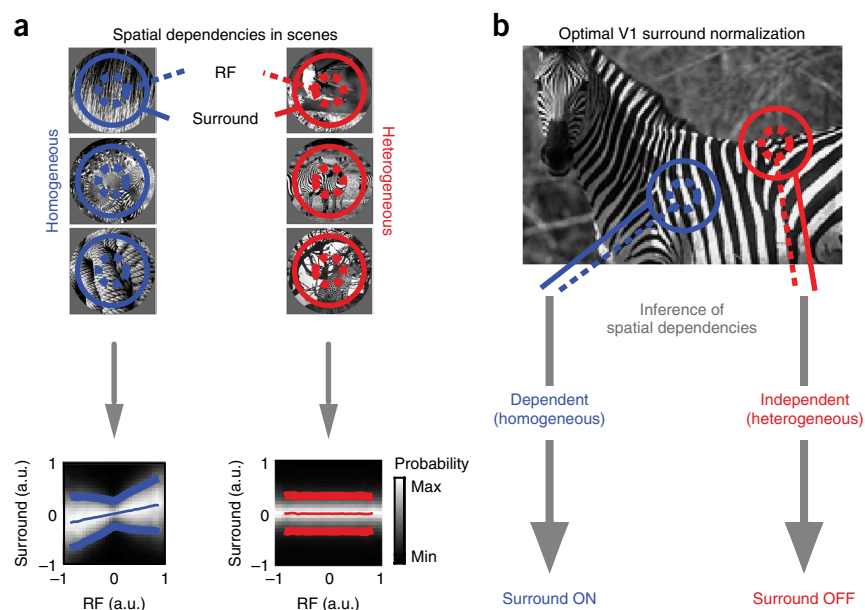 a
Spatial dependencies in scenes
RF
Surround
Homogeneous
Heterogeneous
1
0
−1
Surround (a.u.)
−1
0
1
RF (a.u.)
1
0
−1
Surround (a.u.)
−1
0
1
RF (a.u.)
Probability
Max
Min
b
Optimal V1 surround normalization
Inference of
spatial dependencies
Dependent
(homogeneous)
Independent
(heterogeneous)
Surround ON
Surround OFF